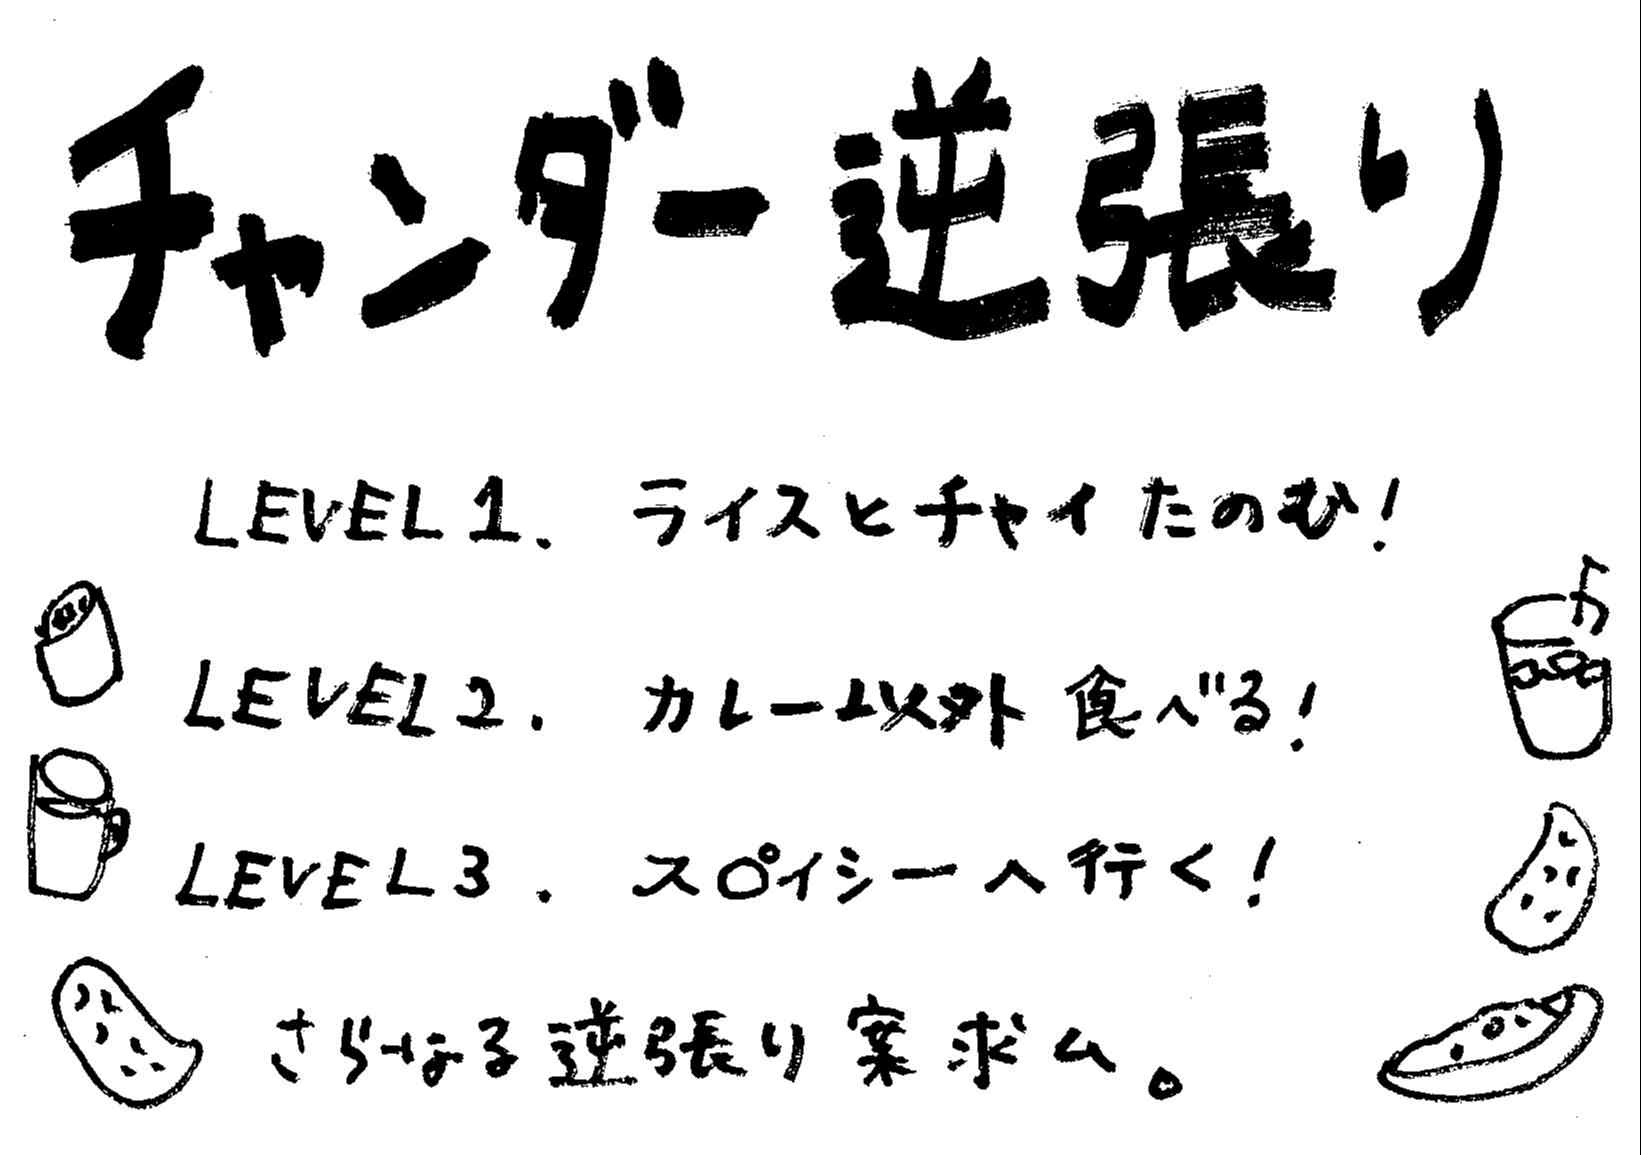 チャンダー逆張り
LEVEL 1. ライスとチャイたのむ!
LEVEL 2. カレー以外食べる!
LEVEL 3. スパイシーへ行く!
さらなる逆張り案求ム。